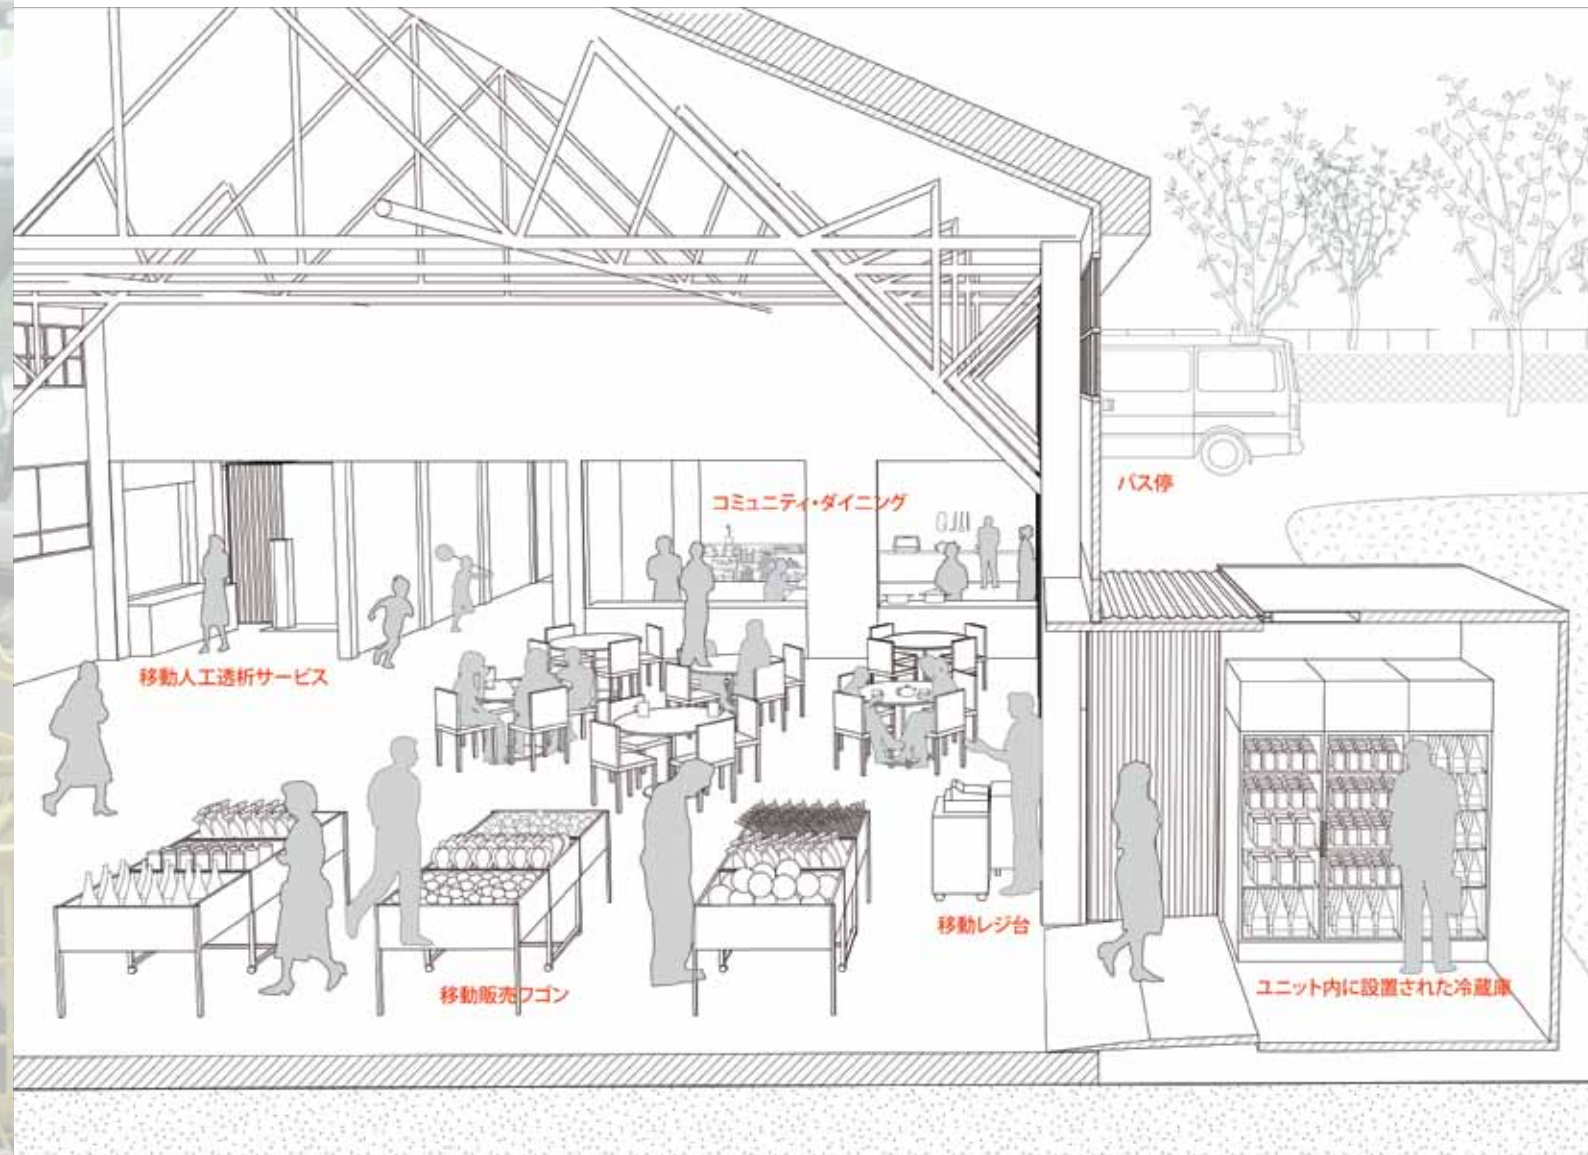 コミュニティ・ダイニング
バス停
移動人工透析サービス
移動レジ台
移動販売ワゴン
ユニット内に設置された冷蔵庫